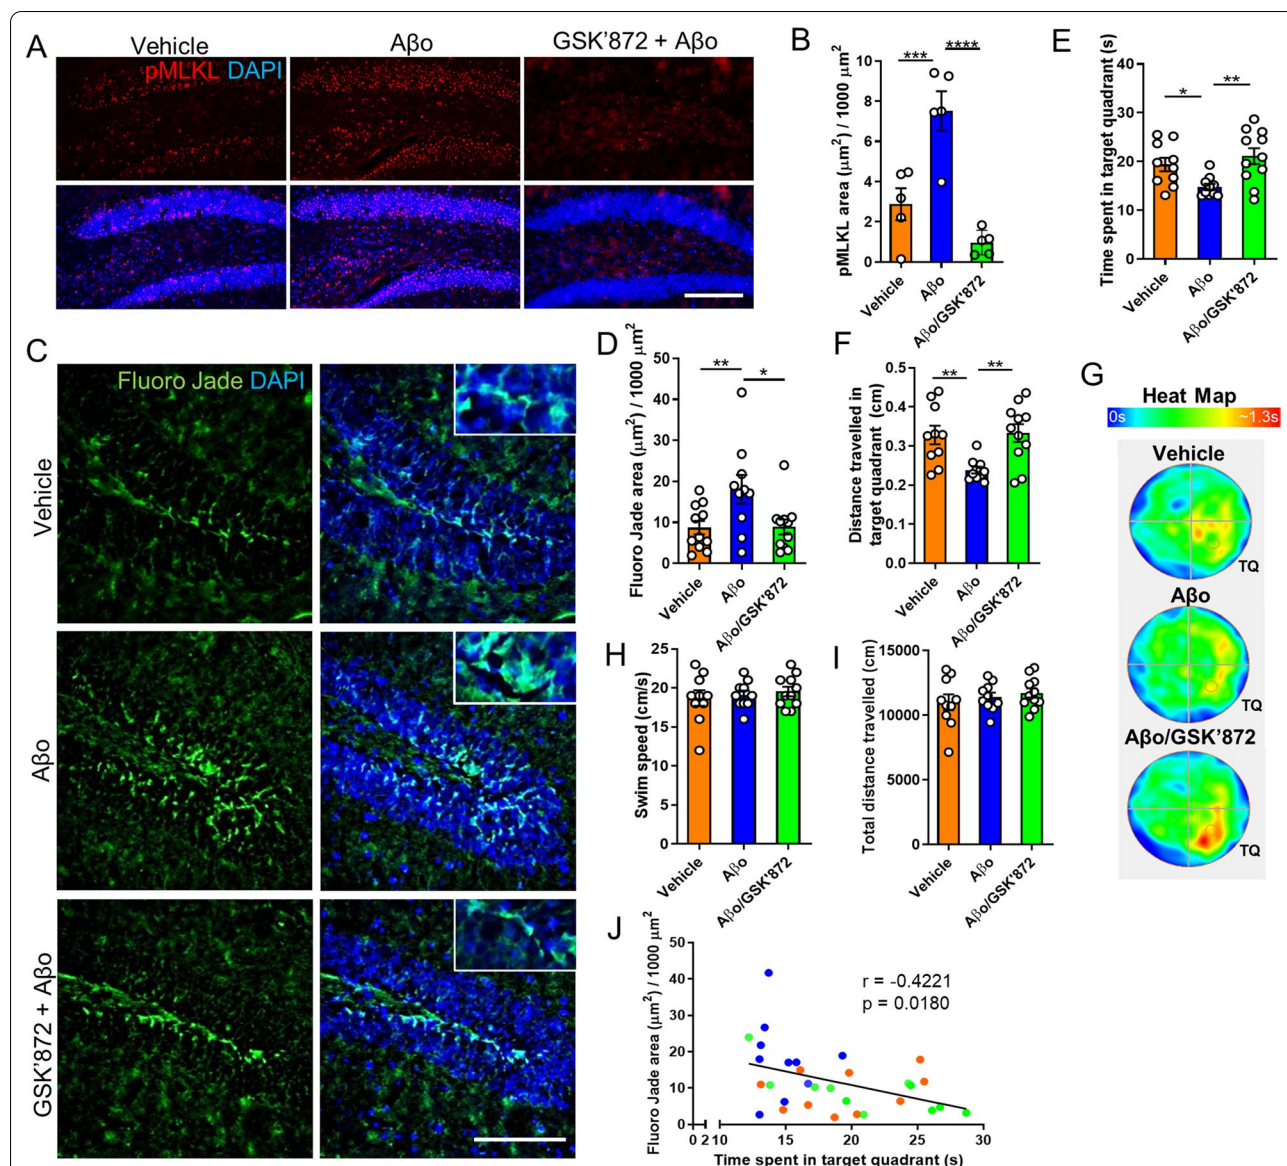 A
Vehicle
Aβo
GSK'872 + Aβo
pMLKL DAPI
B
pMLKL area (μm²) / 1000 μm²
10
8
6
4
2
0
***
****
Vehicle
Aβo
Aβo/GSK'872
E
Time spent in target quadrant (s)
40
30
20
10
0
*
**
Vehicle
Aβo
Aβo/GSK'872
C
Fluoro Jade DAPI
Vehicle
Aβo
GSK'872 + Aβo
D
Fluoro Jade area (μm²) / 1000 μm²
50
40
30
20
10
0
**
*
Vehicle
Aβo
Aβo/GSK'872
F
Distance travelled in
target quadrant (cm)
0.5
0.4
0.3
0.2
0.1
0.0
**
**
Vehicle
Aβo
Aβo/GSK'872
G
Heat Map
0s
~1.3s
Vehicle
TQ
Aβo
TQ
Aβo/GSK'872
TQ
H
Swim speed (cm/s)
25
20
15
10
5
0
Vehicle
Aβo
Aβo/GSK'872
I
Total distance travelled (cm)
15000
10000
5000
0
Vehicle
Aβo
Aβo/GSK'872
J
Fluoro Jade area (μm²) / 1000 μm²
50
40
30
20
10
0
r = -0.4221
p = 0.0180
0 2 10 15 20 25 30
Time spent in target quadrant (s)